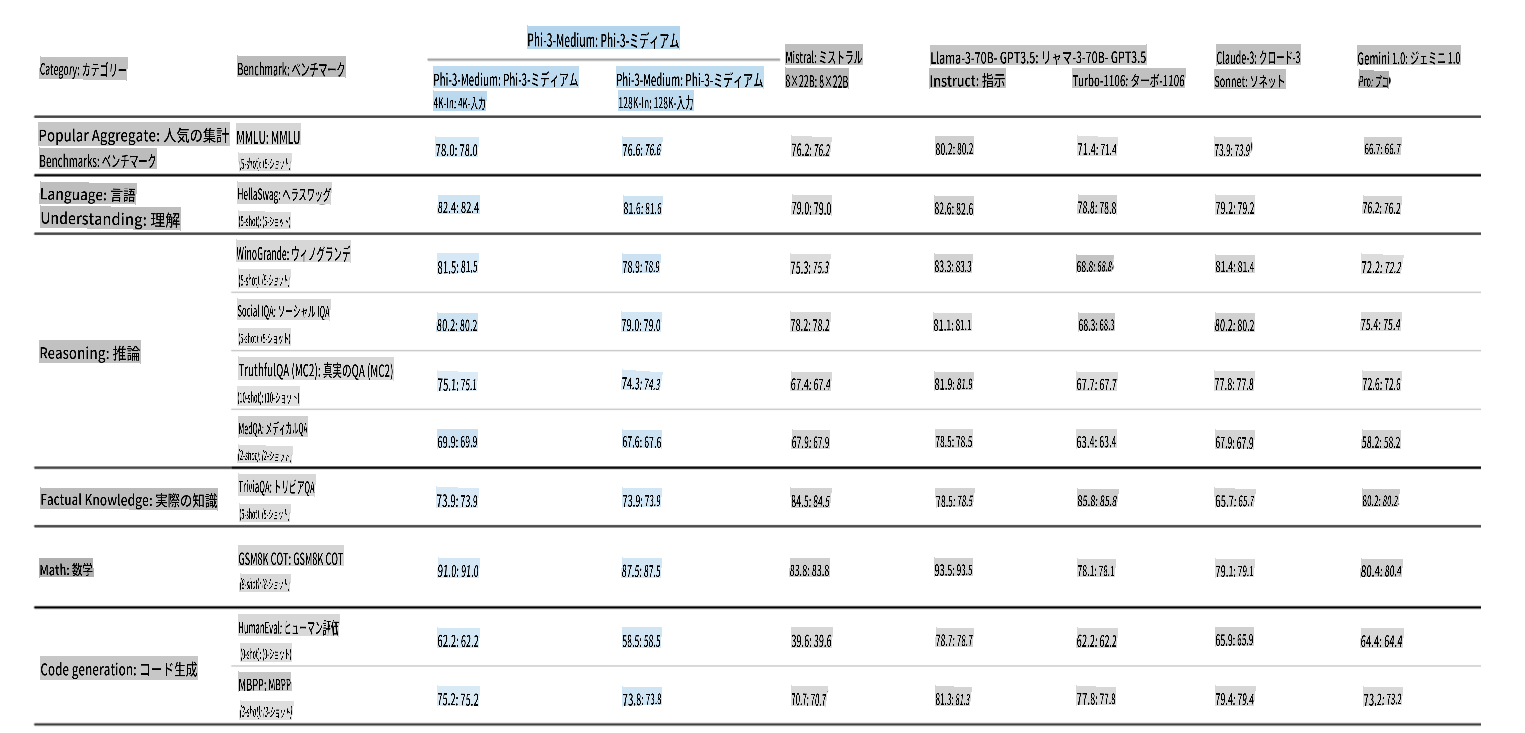 Phi-3-Medium: Phi-3-ミディアム
Category: カテゴリー
Benchmark: ベンチマーク
Phi-3-Medium: Phi-3-ミディアム
4K-In: 4K-入力
Phi-3-Medium: Phi-3-ミディアム
128K-In: 128K-入力
Mistral: ミストラル
8×22B: 8×22B
Llama-3-70B- GPT3.5: リャマ-3-70B- GPT3.5
Instruct: 指示
Turbo-1106: ターボ-1106
Claude-3: クロード-3
Sonnet: ソネット
Gemini 1.0: ジェミニ 1.0
Pro: プロ
Popular Aggregate: 人気の集計
Benchmarks: ベンチマーク
MMLU: MMLU
(5-shot): (5-ショット)
78.0: 78.0
76.6: 76.6
76.2: 76.2
80.2: 80.2
71.4: 71.4
73.9: 73.9
66.7: 66.7
Language: 言語
Understanding: 理解
HellaSwag: ヘラスワッグ
(5-shot): (5-ショット)
82.4: 82.4
81.6: 81.6
79.0: 79.0
82.6: 82.6
78.8: 78.8
79.2: 79.2
76.2: 76.2
Reasoning: 推論
WinoGrande: ウィノグランデ
(5-shot): (5-ショット)
81.5: 81.5
78.9: 78.9
75.3: 75.3
83.3: 83.3
68.8: 68.8
81.4: 81.4
72.2: 72.2
Social IQA: ソーシャル IQA
(5-shot): (5-ショット)
80.2: 80.2
79.0: 79.0
78.2: 78.2
81.1: 81.1
68.3: 68.3
80.2: 80.2
75.4: 75.4
TruthfulQA (MC2): 真実のQA (MC2)
(10-shot): (10-ショット)
75.1: 75.1
74.3: 74.3
67.4: 67.4
81.9: 81.9
67.7: 67.7
77.8: 77.8
72.6: 72.6
MedQA: メディカルQA
(2-shot): (2-ショット)
69.9: 69.9
67.6: 67.6
67.9: 67.9
78.5: 78.5
63.4: 63.4
67.9: 67.9
58.2: 58.2
Factual Knowledge: 実際の知識
TriviaQA: トリビアQA
(5-shot): (5-ショット)
73.9: 73.9
73.9: 73.9
84.5: 84.5
78.5: 78.5
85.8: 85.8
65.7: 65.7
80.2: 80.2
Math: 数学
GSM8K COT: GSM8K COT
(8-shot): (8-ショット)
91.0: 91.0
87.5: 87.5
83.8: 83.8
93.5: 93.5
78.1: 78.1
79.1: 79.1
80.4: 80.4
Code generation: コード生成
HumanEval: ヒューマン評価
(0-shot): (0-ショット)
62.2: 62.2
58.5: 58.5
39.6: 39.6
78.7: 78.7
62.2: 62.2
65.9: 65.9
64.4: 64.4
MBPP: MBPP
(3-shot): (3-ショット)
75.2: 75.2
73.8: 73.8
70.7: 70.7
81.3: 81.3
77.8: 77.8
79.4: 79.4
73.2: 73.2